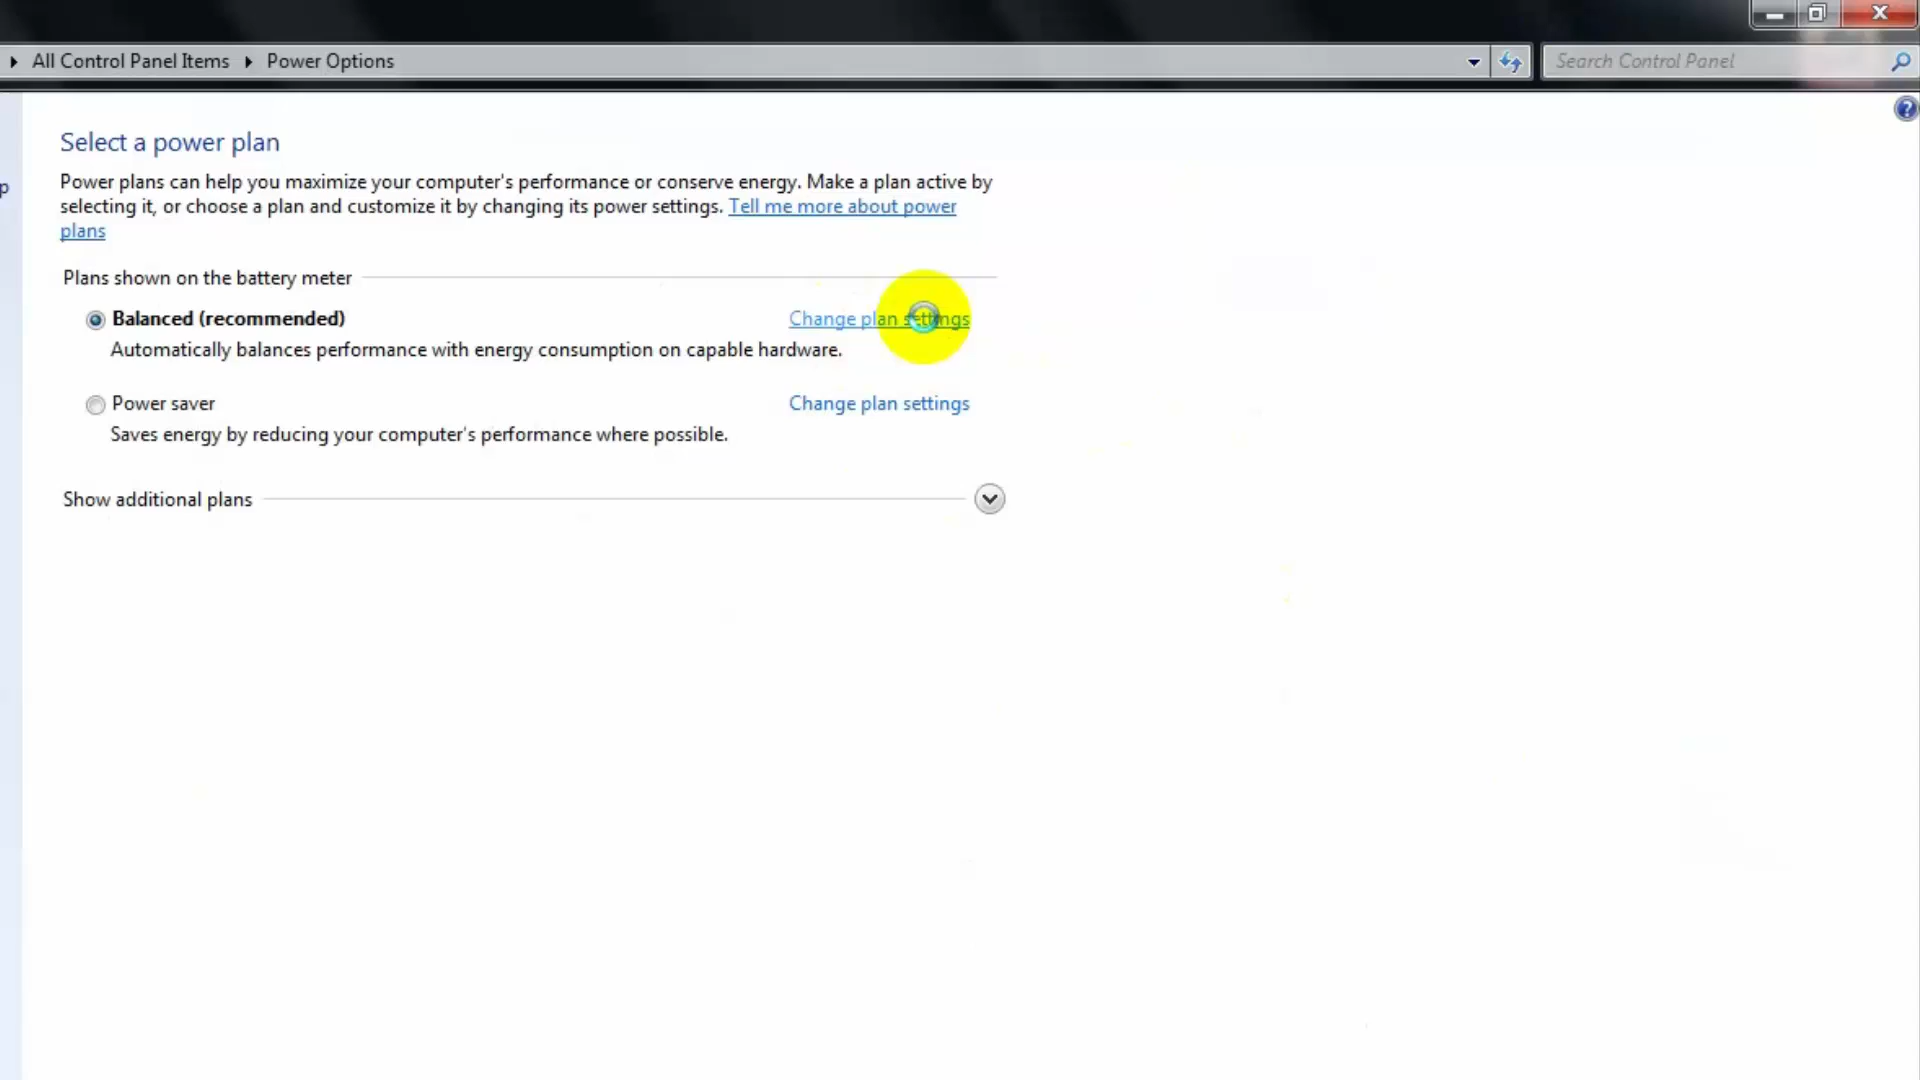 All Control Panel Items
Power Options
Search Control Panel
p
Select a power plan
Power plans can help you maximize your computer's performance or conserve energy. Make a plan active by
selecting it, or choose a plan and customize it by changing its power settings. Tell me more about power
plans
Plans shown on the battery meter
Balanced (recommended)
Change plan settings
Automatically balances performance with energy consumption on capable hardware.
Power saver
Change plan settings
Saves energy by reducing your computer's performance where possible.
Show additional plans